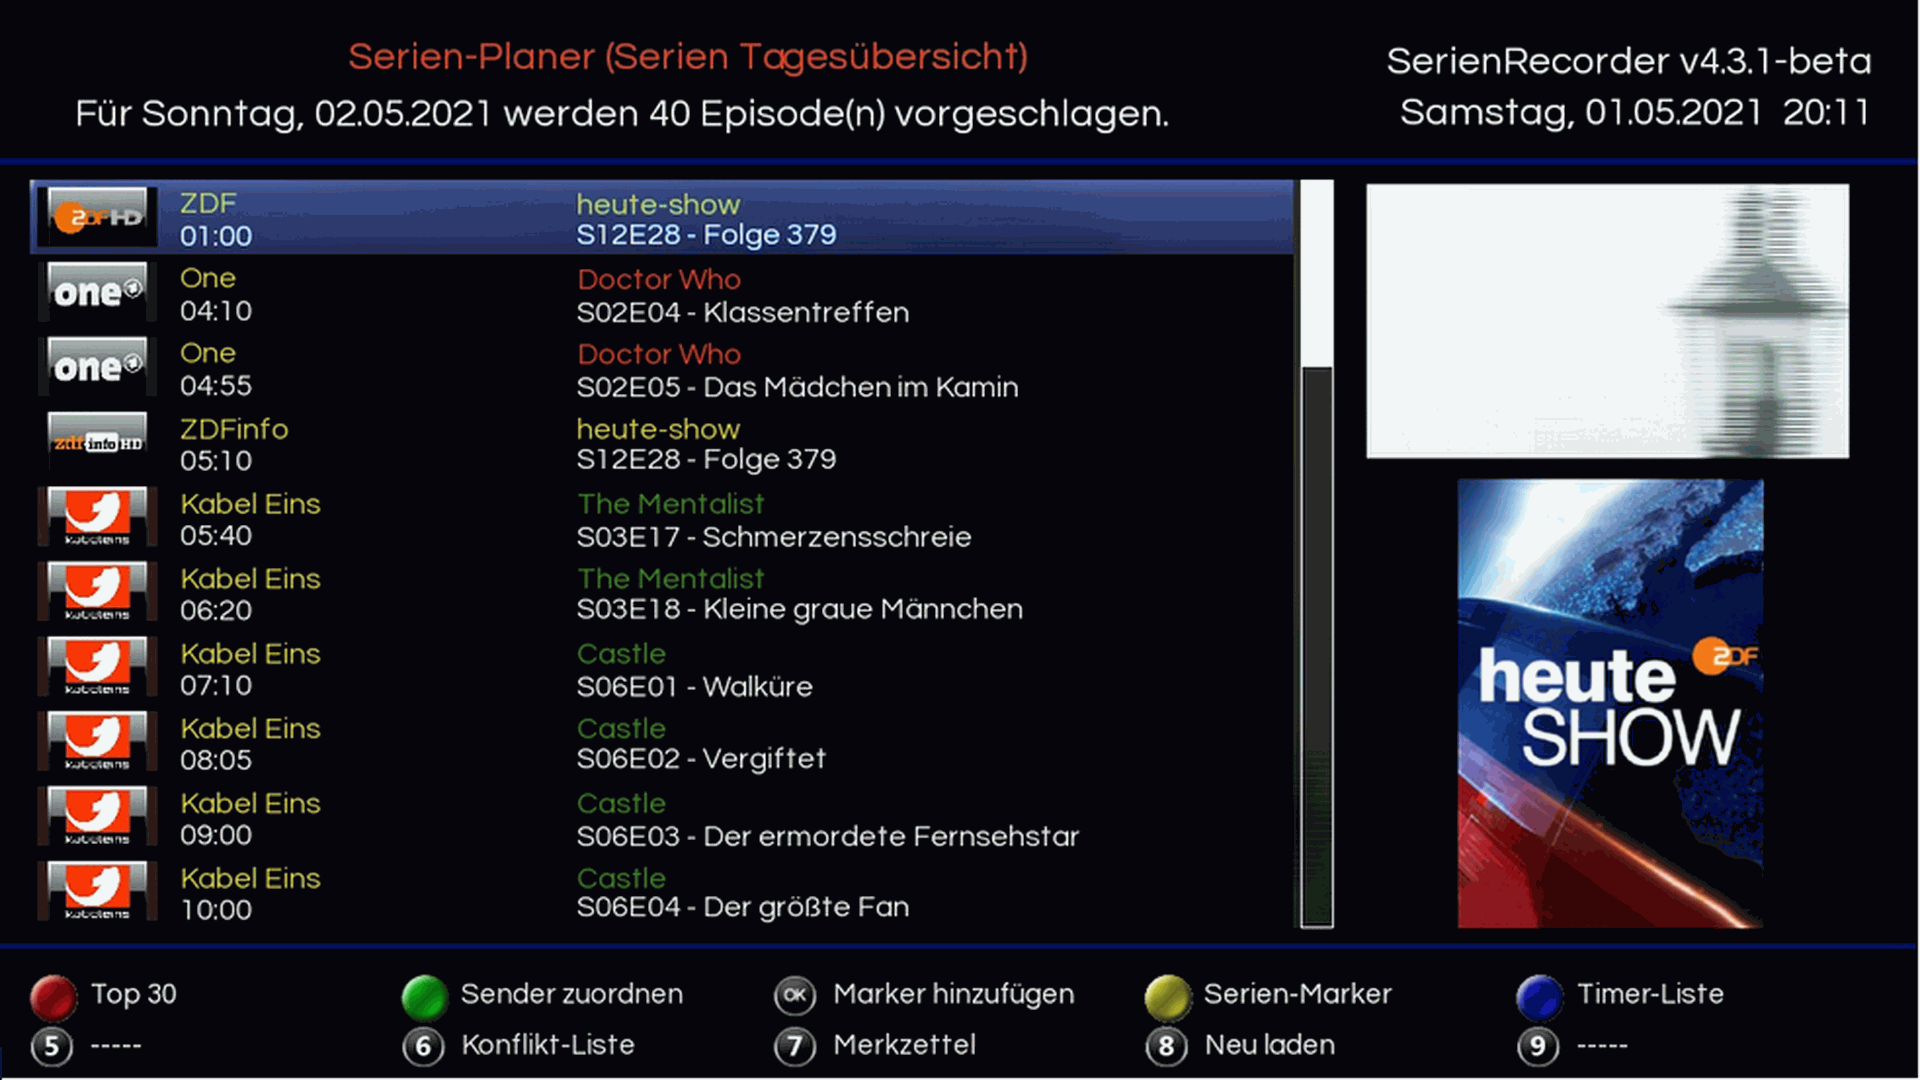 Serien-Planer (Serien Tagesübersicht)
Für Sonntag, 02.05.2021 werden 40 Episode(n) vorgeschlagen.
SerienRecorder v4.3.1-beta
Samstag, 01.05.2021 20:11
ZDF HD
ZDF
01:00
heute-show
S12E28 - Folge 379
one
One
04:10
Doctor Who
S02E04 - Klassentreffen
one
One
04:55
Doctor Who
S02E05 - Das Mädchen im Kamin
zdf info HD
ZDFinfo
05:10
heute-show
S12E28 - Folge 379
kabeleins
Kabel Eins
05:40
The Mentalist
S03E17 - Schmerzensschreie
kabeleins
Kabel Eins
06:20
The Mentalist
S03E18 - Kleine graue Männchen
kabeleins
Kabel Eins
07:10
Castle
S06E01 - Walküre
kabeleins
Kabel Eins
08:05
Castle
S06E02 - Vergiftet
kabeleins
Kabel Eins
09:00
Castle
S06E03 - Der ermordete Fernsehstar
kabeleins
Kabel Eins
10:00
Castle
S06E04 - Der größte Fan
ZDF
heute
SHOW
Top 30
Sender zuordnen
OK Marker hinzufügen
Serien-Marker
Timer-Liste
5 -----
6 Konflikt-Liste
7 Merkzettel
8 Neu laden
9 -----